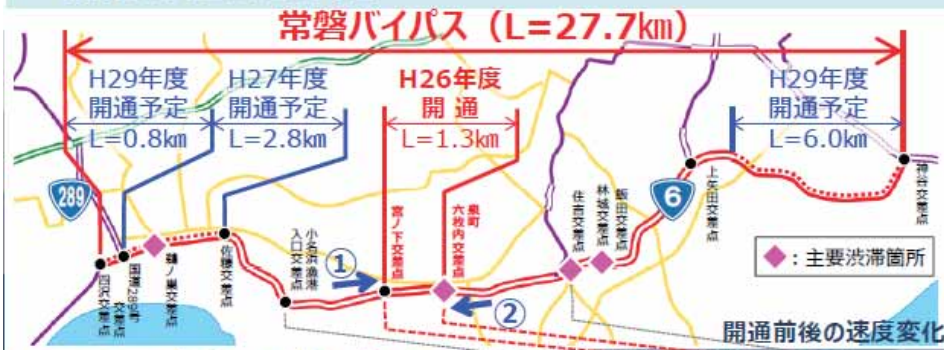 常磐バイパス（L=27.7㎞）
H29年度
開通予定
L=0.8㎞
H27年度
開通予定
L=2.8㎞
H26年度
開 通
L=1.3㎞
H29年度
開通予定
L=6.0㎞
289
6
四沢交差点
国道289号
交差点
鶴ノ巣交差点
佐糠交差点
小名浜漁港
入口交差点
①
宮ノ下交差点
泉町
六枚内交差点
②
住吉交差点
林城交差点
飯田交差点
上矢田交差点
神谷交差点
：主要渋滞箇所
開通前後の速度変化